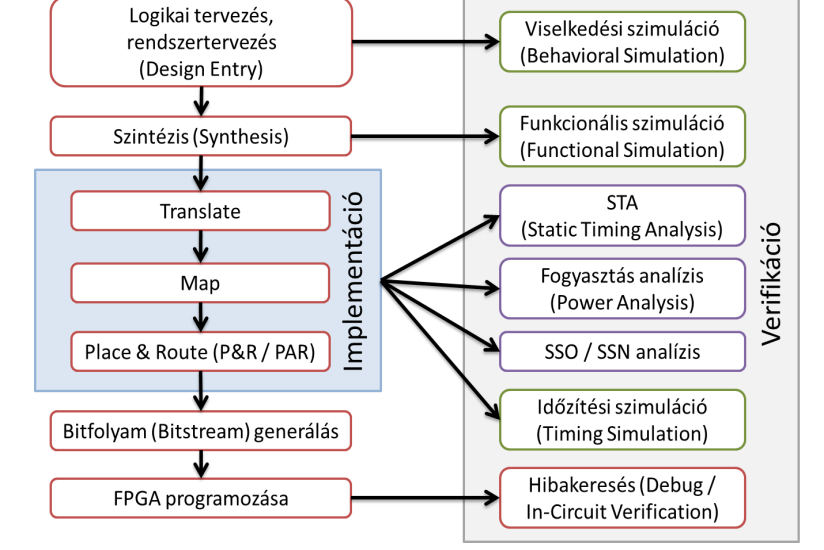 Logikai tervezés,
rendszertervezés
(Design Entry)
Szintézis (Synthesis)
Translate
Map
Place & Route (P&R / PAR)
Implementáció
Bitfolyam (Bitstream) generálás
FPGA programozása
Viselkedési szimuláció
(Behavioral Simulation)
Funkcionális szimuláció
(Functional Simulation)
STA
(Static Timing Analysis)
Fogyasztás analízis
(Power Analysis)
SSO / SSN analízis
Időzítési szimuláció
(Timing Simulation)
Hibakeresés (Debug /
In-Circuit Verification)
Verifikáció